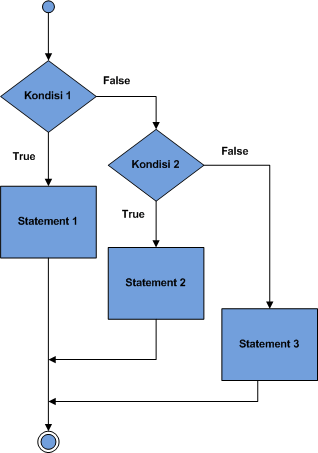 False
Kondisi 1
True
Kondisi 2
False
True
Statement 1
Statement 2
Statement 3